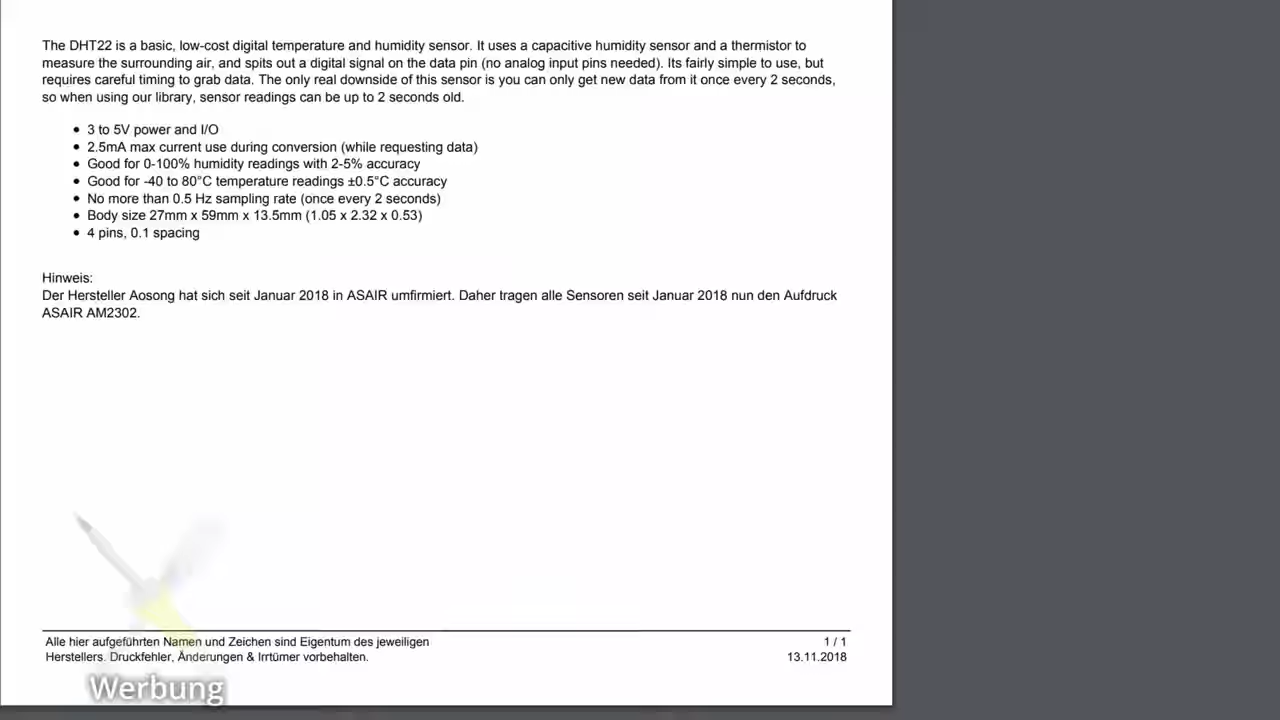 The DHT22 is a basic, low-cost digital temperature and humidity sensor. It uses a capacitive humidity sensor and a thermistor to
measure the surrounding air, and spits out a digital signal on the data pin (no analog input pins needed). Its fairly simple to use, but
requires careful timing to grab data. The only real downside of this sensor is you can only get new data from it once every 2 seconds,
so when using our library, sensor readings can be up to 2 seconds old.
• 3 to 5V power and I/O
• 2.5mA max current use during conversion (while requesting data)
• Good for 0-100% humidity readings with 2-5% accuracy
• Good for -40 to 80°C temperature readings ±0.5°C accuracy
• No more than 0.5 Hz sampling rate (once every 2 seconds)
• Body size 27mm x 59mm x 13.5mm (1.05 x 2.32 x 0.53)
• 4 pins, 0.1 spacing
Hinweis:
Der Hersteller Aosong hat sich seit Januar 2018 in ASAIR umfirmiert. Daher tragen alle Sensoren seit Januar 2018 nun den Aufdruck
ASAIR AM2302.
Alle hier aufgeführten Namen und Zeichen sind Eigentum des jeweiligen
Herstellers. Druckfehler, Änderungen & Irrtümer vorbehalten.
1 / 1
13.11.2018
Werbung